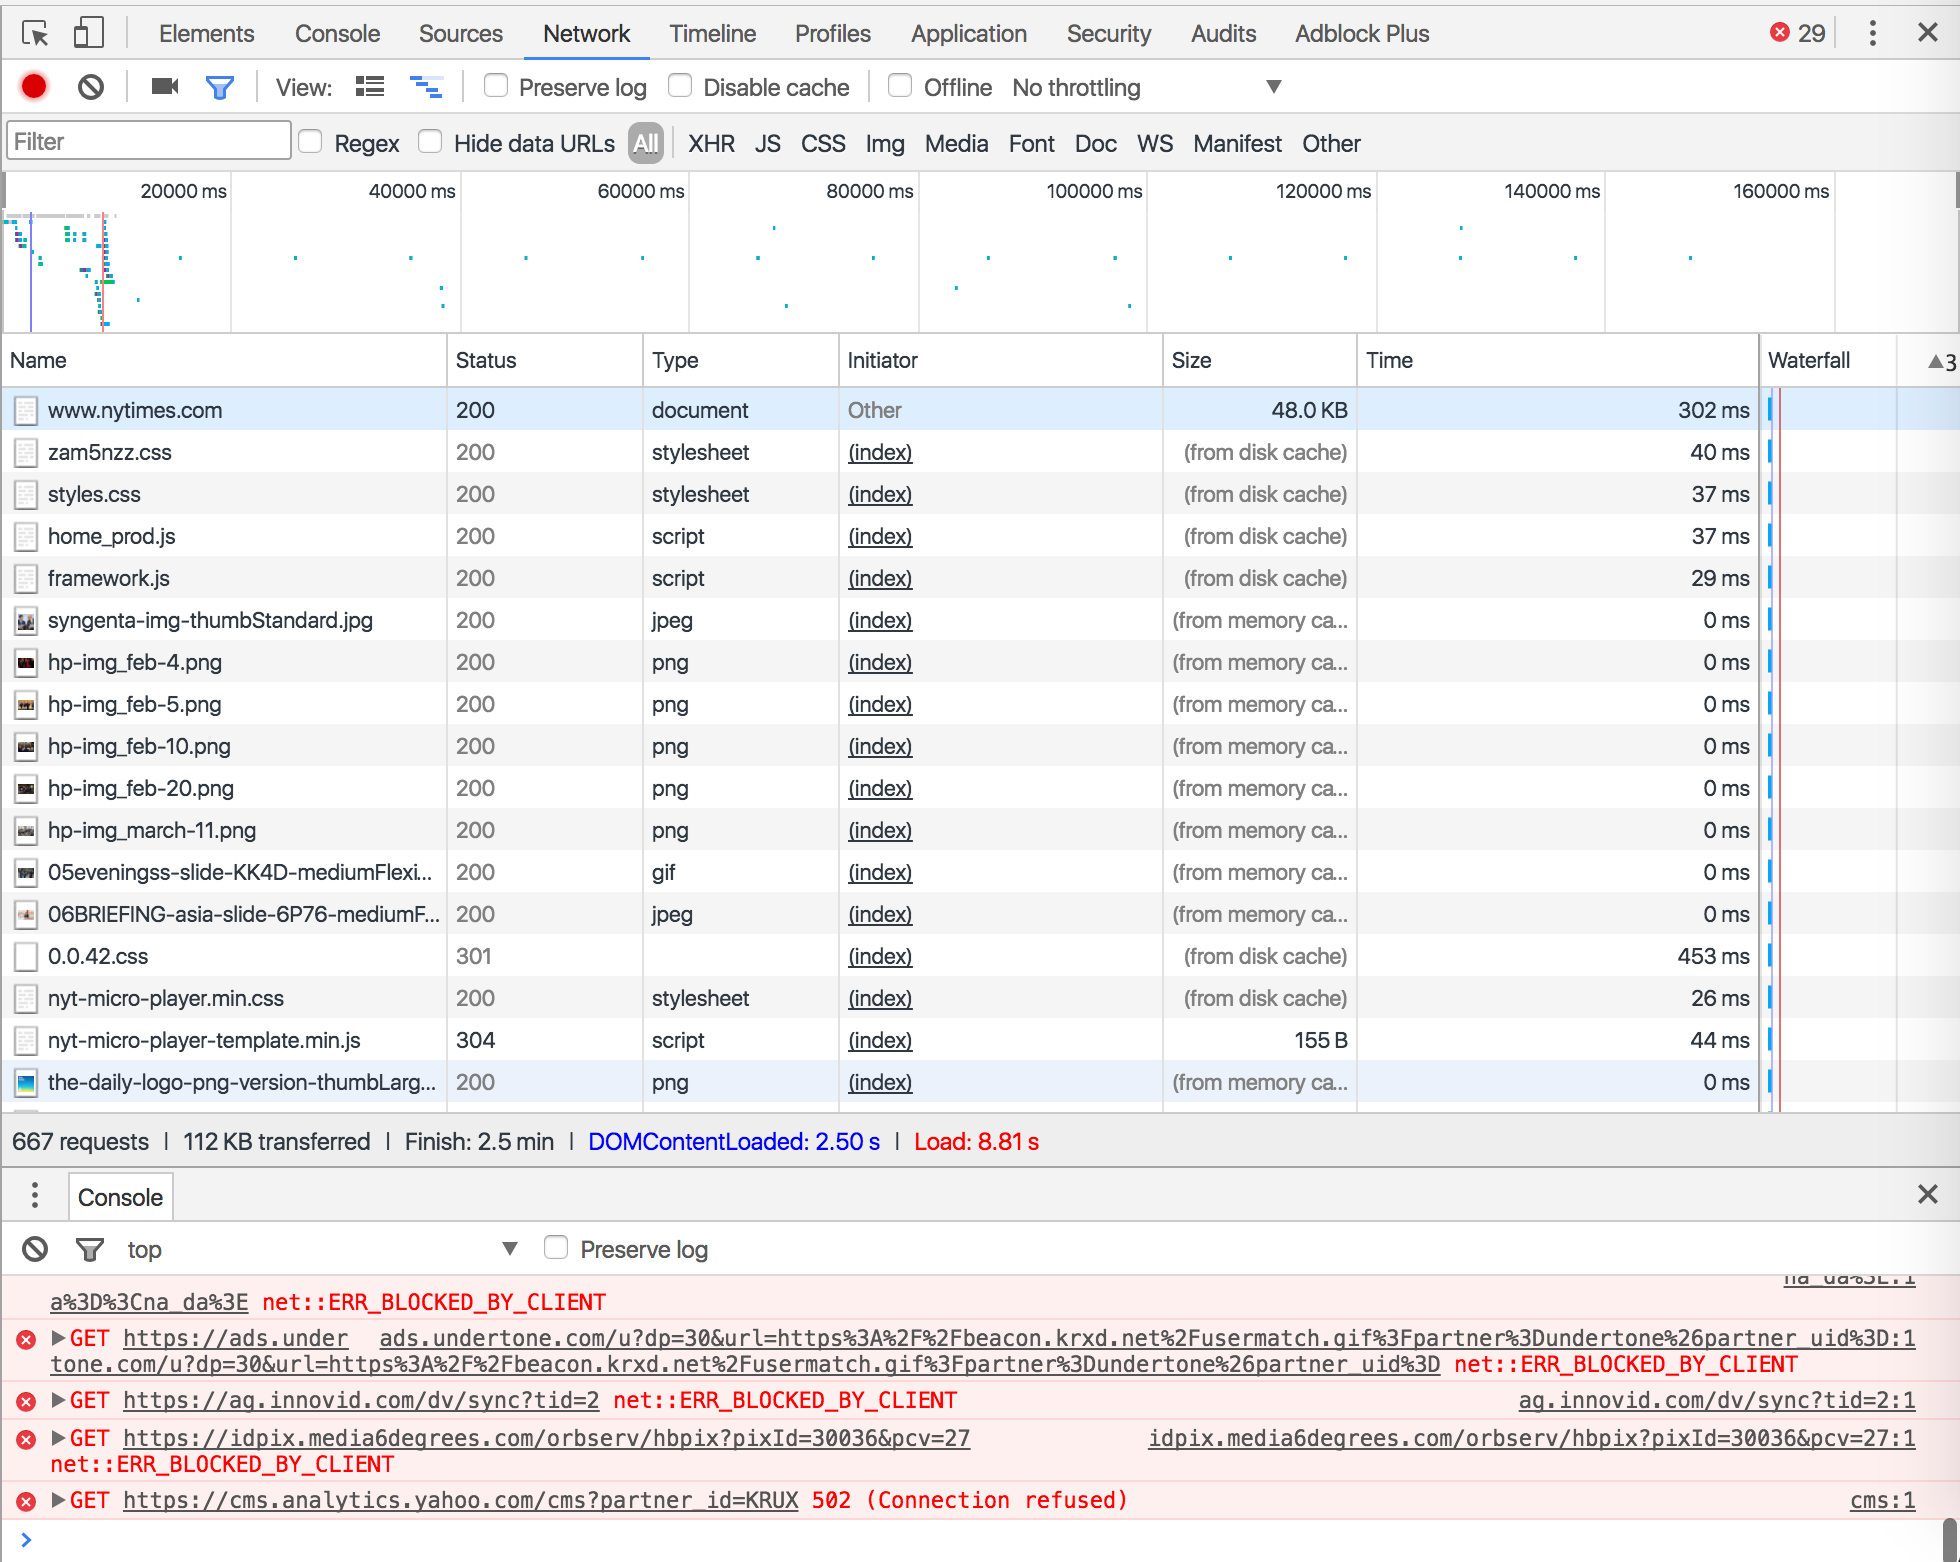 Elements Console Sources Network Timeline Profiles Application Security Audits Adblock Plus 29
View: Preserve log Disable cache Offline No throttling
Filter Regex Hide data URLs All XHR JS CSS Img Media Font Doc WS Manifest Other
20000 ms 40000 ms 60000 ms 80000 ms 100000 ms 120000 ms 140000 ms 160000 ms
Name Status Type Initiator Size Time Waterfall ▲3
www.nytimes.com 200 document Other 48.0 KB 302 ms
zam5nzz.css 200 stylesheet (index) (from disk cache) 40 ms
styles.css 200 stylesheet (index) (from disk cache) 37 ms
home_prod.js 200 script (index) (from disk cache) 37 ms
framework.js 200 script (index) (from disk cache) 29 ms
syngenta-img-thumbStandard.jpg 200 jpeg (index) (from memory ca... 0 ms
hp-img_feb-4.png 200 png (index) (from memory ca... 0 ms
hp-img_feb-5.png 200 png (index) (from memory ca... 0 ms
hp-img_feb-10.png 200 png (index) (from memory ca... 0 ms
hp-img_feb-20.png 200 png (index) (from memory ca... 0 ms
hp-img_march-11.png 200 png (index) (from memory ca... 0 ms
05eveningss-slide-KK4D-mediumFlexi... 200 gif (index) (from memory ca... 0 ms
06BRIEFING-asia-slide-6P76-mediumF... 200 jpeg (index) (from memory ca... 0 ms
0.0.42.css 301 (index) (from disk cache) 453 ms
nyt-micro-player.min.css 200 stylesheet (index) (from disk cache) 26 ms
nyt-micro-player-template.min.js 304 script (index) 155 B 44 ms
the-daily-logo-png-version-thumbLarg... 200 png (index) (from memory ca... 0 ms
667 requests | 112 KB transferred | Finish: 2.5 min | DOMContentLoaded: 2.50 s | Load: 8.81 s
Console
top Preserve log
na_da%3E:1
a%3D%3Cna_da%3E net::ERR_BLOCKED_BY_CLIENT
▶GET https://ads.under ads.undertone.com/u?dp=30&url=https%3A%2F%2Fbeacon.krxd.net%2Fusermatch.gif%3Fpartner%3Dundertone%26partner_uid%3D:1
tone.com/u?dp=30&url=https%3A%2F%2Fbeacon.krxd.net%2Fusermatch.gif%3Fpartner%3Dundertone%26partner_uid%3D net::ERR_BLOCKED_BY_CLIENT
▶GET https://ag.innovid.com/dv/sync?tid=2 net::ERR_BLOCKED_BY_CLIENT ag.innovid.com/dv/sync?tid=2:1
▶GET https://idpix.media6degrees.com/orbserv/hbpix?pixId=30036&pcv=27 idpix.media6degrees.com/orbserv/hbpix?pixId=30036&pcv=27:1
net::ERR_BLOCKED_BY_CLIENT
▶GET https://cms.analytics.yahoo.com/cms?partner_id=KRUX 502 (Connection refused) cms:1